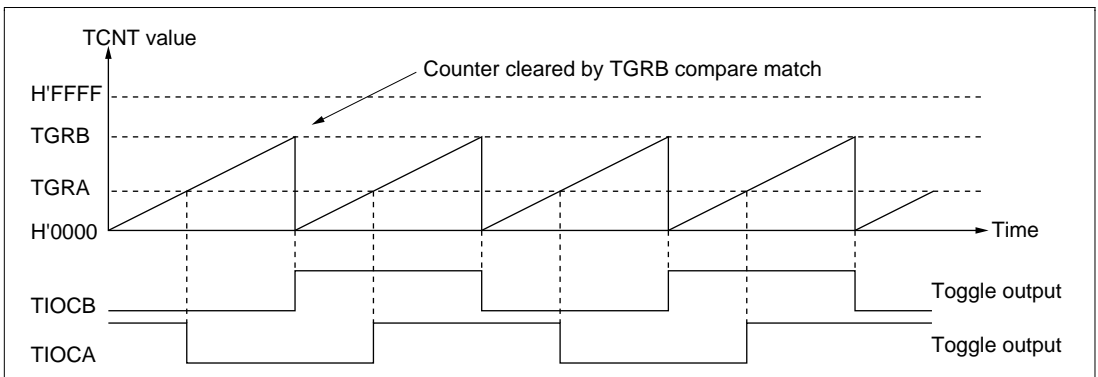 TCNT value
Counter cleared by TGRB compare match
H'FFFF
TGRB
TGRA
H'0000
Time
TIOCB
Toggle output
TIOCA
Toggle output